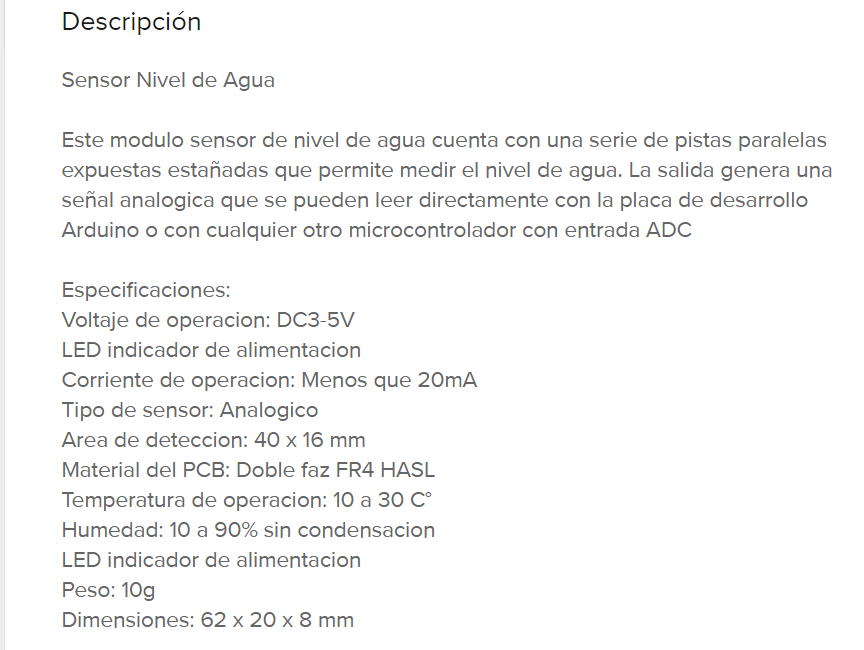 Descripción
Sensor Nivel de Agua
Este modulo sensor de nivel de agua cuenta con una serie de pistas paralelas
expuestas estañadas que permite medir el nivel de agua. La salida genera una
señal analogica que se pueden leer directamente con la placa de desarrollo
Arduino o con cualquier otro microcontrolador con entrada ADC
Especificaciones:
Voltaje de operacion: DC3-5V
LED indicador de alimentacion
Corriente de operacion: Menos que 20mA
Tipo de sensor: Analogico
Area de deteccion: 40 x 16 mm
Material del PCB: Doble faz FR4 HASL
Temperatura de operacion: 10 a 30 C°
Humedad: 10 a 90% sin condensacion
LED indicador de alimentacion
Peso: 10g
Dimensiones: 62 x 20 x 8 mm